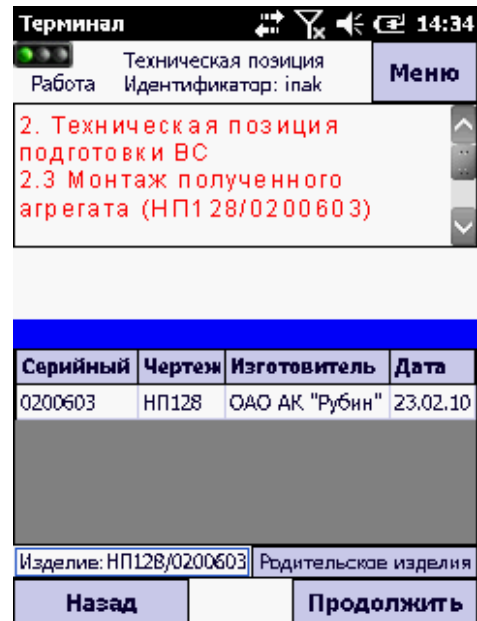 Терминал 14:34
Техническая позиция
Работа Идентификатор: inak Меню
2. Техническая позиция
подготовки ВС
2.3 Монтаж полученного
агрегата (НП128/0200603)
Серийный Чертеж Изготовитель Дата
0200603 НП128 ОАО АК "Рубин" 23.02.10
Изделие: НП128/0200603 Родительское изделия
Назад Продолжить